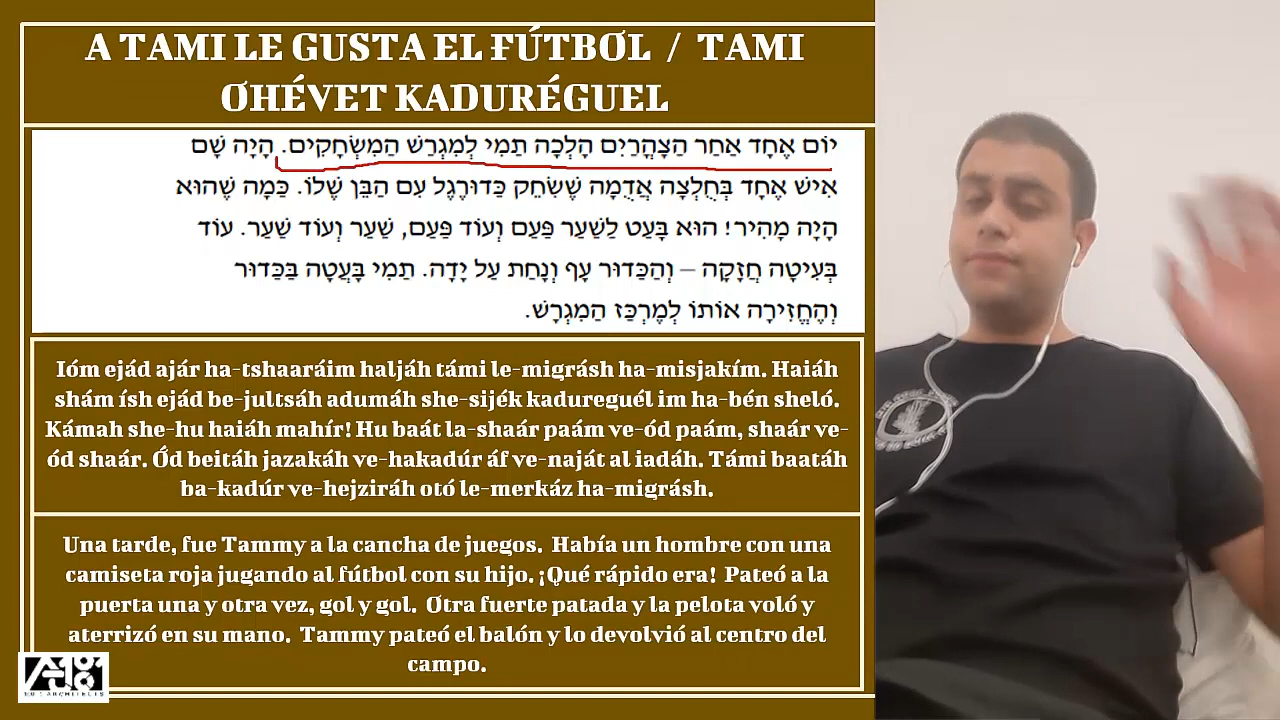 A TAMI LE GUSTA EL FÚTBOL / TAMI
OHÉVET KADURÉGUEL
יוֹם אֶחָד אַחַר הַצָּהֳרַיִם הָלְכָה תַּמִי לְמִגְרַשׁ הַמִּשְׂחָקִים. הָיָה שָׁם
אִישׁ אֶחָד בְּחֻלְצָה אֲדֻמָּה שֶׁשִּׂחֵק כַּדּוּרֶגֶל עִם הַבֵּן שֶׁלּוֹ. כַּמָּה שֶׁהוּא
הָיָה מָהִיר! הוּא בָּעַט לַשַּׁעַר פַּעַם וְעוֹד פַּעַם, שַׁעַר וְעוֹד שַׁעַר. עוֹד
בְּעִיטָה חֲזָקָה – וְהַכַּדּוּר עָף וְנָחַת עַל יָדָהּ. תַּמִי בָּעֲטָה בַּכַּדּוּר
וְהֶחֱזִירָה אוֹתוֹ לְמֶרְכַּז הַמִּגְרָשׁ.
Ióm ejád ajár ha-tshaaráim haljáh támi le-migrásh ha-misjakím. Haiáh
shám ísh ejád be-jultsáh adumáh she-sijék kadureguél im ha-bén sheló.
Kámah she-hu haiáh mahír! Hu baát la-shaár paám ve-ód paám, shaár ve-
ód shaár. Ód beitáh jazakáh ve-hakadúr áf ve-naját al iadáh. Támi baatáh
ba-kadúr ve-hejziráh otó le-merkáz ha-migrásh.
Una tarde, fue Tammy a la cancha de juegos. Había un hombre con una
camiseta roja jugando al fútbol con su hijo. ¡Qué rápido era! Pateó a la
puerta una y otra vez, gol y gol. Otra fuerte patada y la pelota voló y
aterrizó en su mano. Tammy pateó el balón y lo devolvió al centro del
campo.